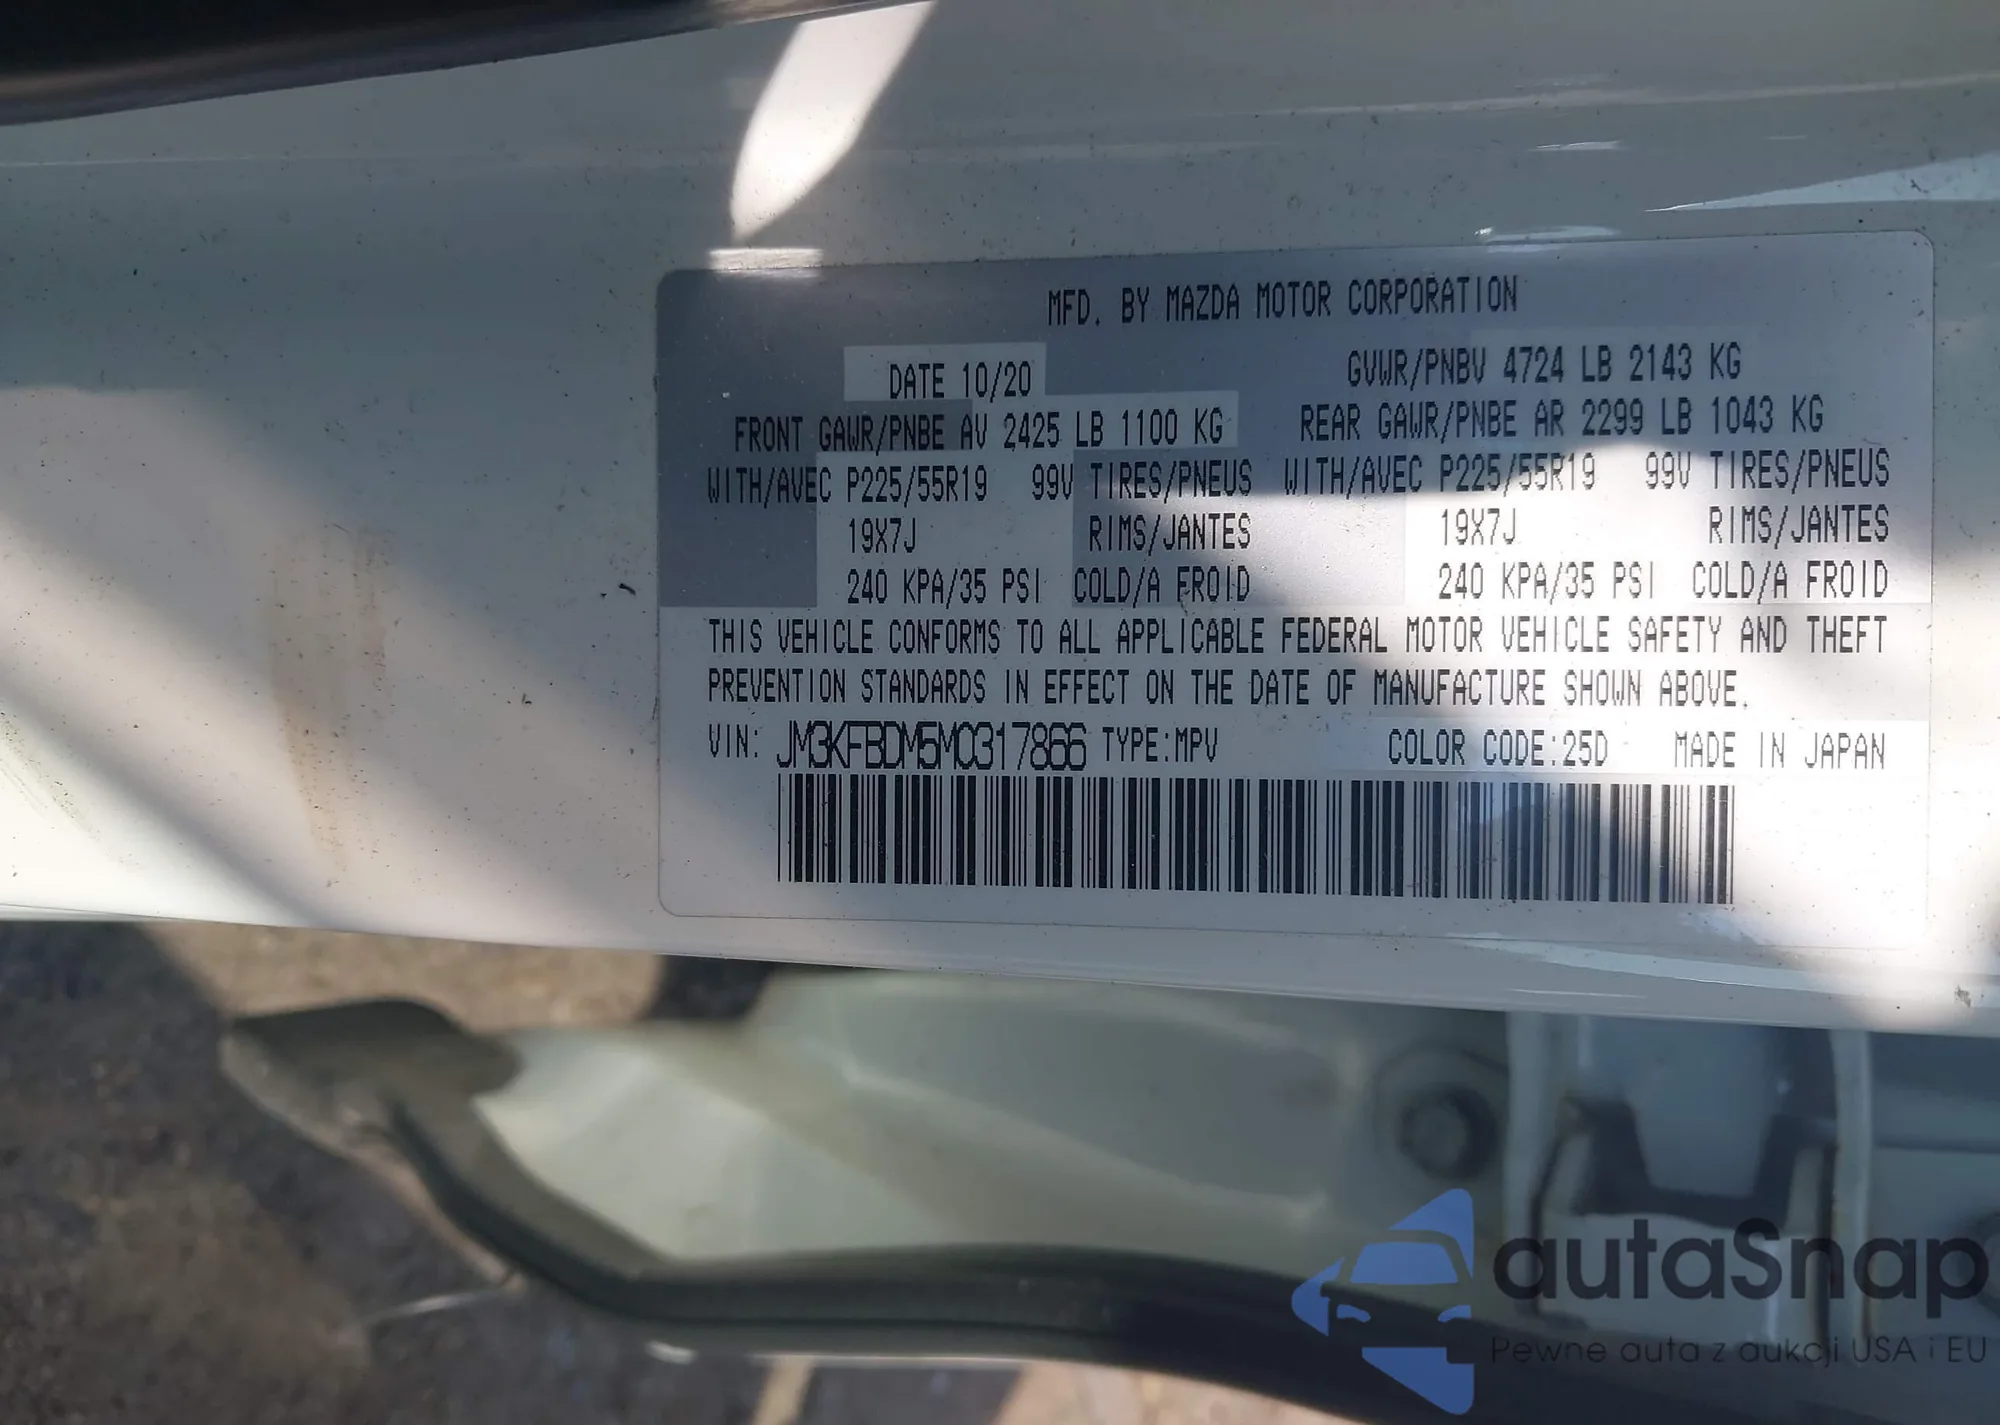 MFD. BY MAZDA MOTOR CORPORATION
DATE 10/20 GVWR/PNBV 4724 LB 2143 KG
FRONT GAWR/PNBE AV 2425 LB 1100 KG REAR GAWR/PNBE AR 2299 LB 1043 KG
WITH/AVEC P225/55R19 99V TIRES/PNEUS WITH/AVEC P225/55R19 99V TIRES/PNEUS
19X7J RIMS/JANTES 19X7J RIMS/JANTES
240 KPA/35 PSI COLD/A FROID 240 KPA/35 PSI COLD/A FROID
THIS VEHICLE CONFORMS TO ALL APPLICABLE FEDERAL MOTOR VEHICLE SAFETY AND THEFT
PREVENTION STANDARDS IN EFFECT ON THE DATE OF MANUFACTURE SHOWN ABOVE.
VIN: JM3KFBDM5M0317866 TYPE:MPV COLOR CODE:25D MADE IN JAPAN
autaSnap
Pewne auta z aukcji USA i EU